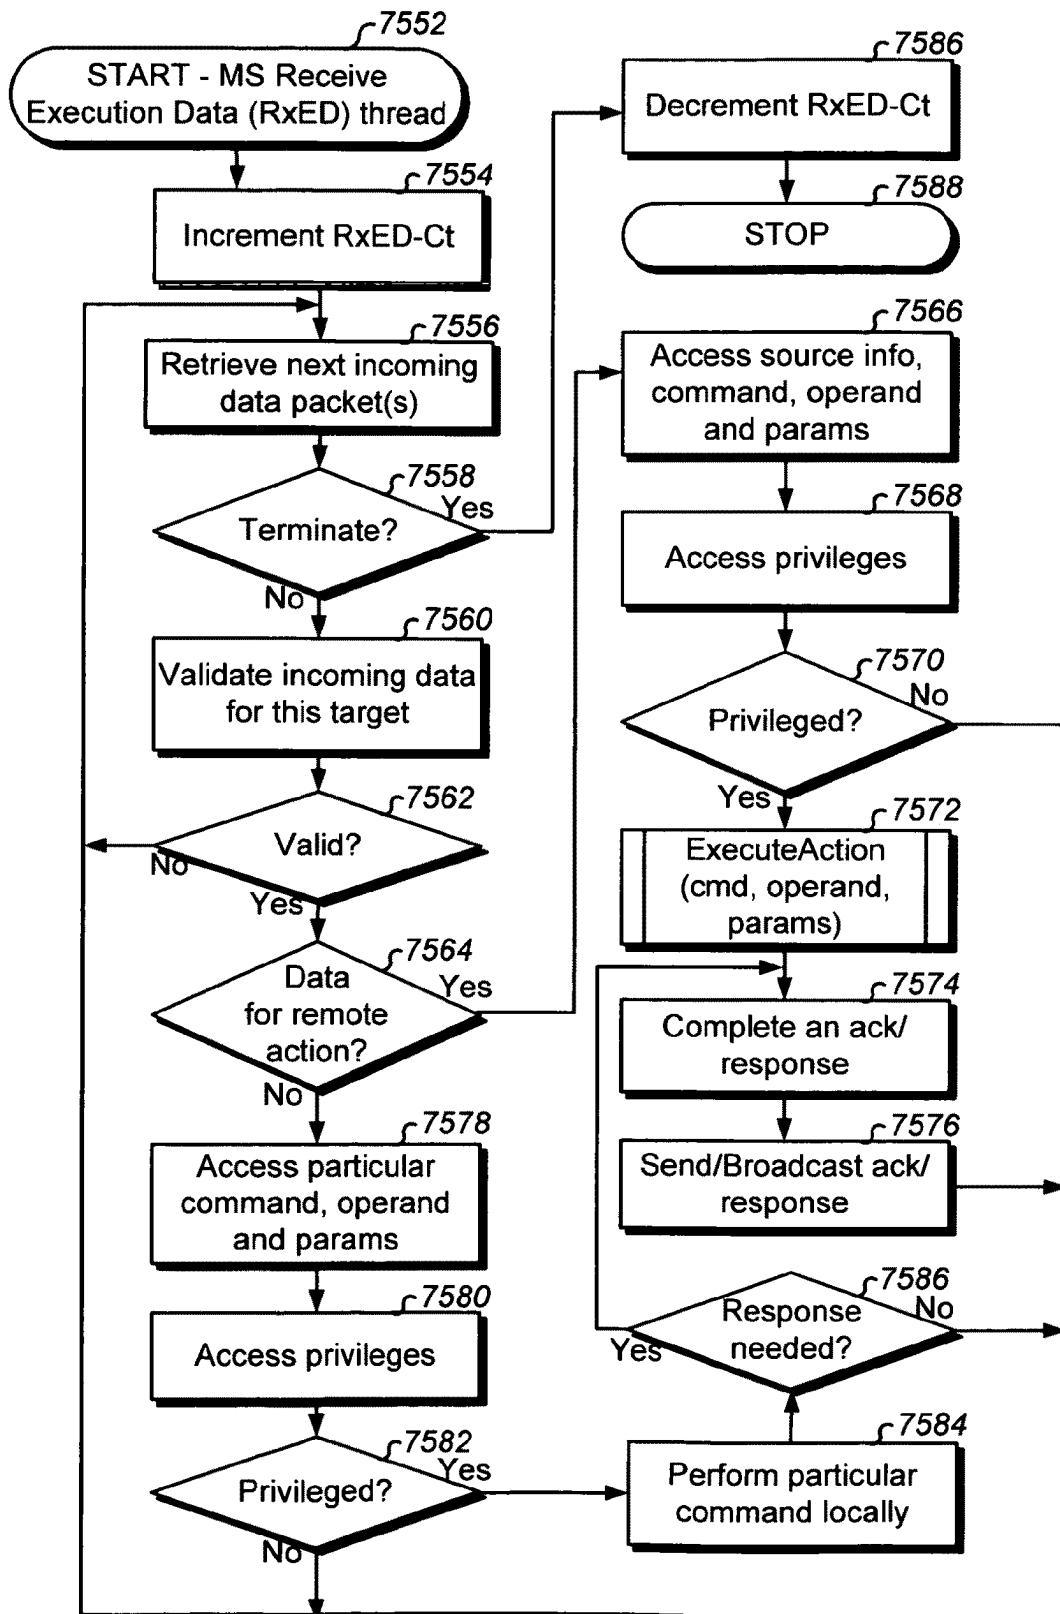 7552
START - MS Receive
Execution Data (RxED) thread
7554
Increment RxED-Ct
7556
Retrieve next incoming
data packet(s)
7558
Terminate?
Yes
No
7560
Validate incoming data
for this target
7562
Valid?
No
Yes
7564
Data
for remote
action?
Yes
No
7578
Access particular
command, operand
and params
7580
Access privileges
7582
Privileged?
Yes
No
7586
Decrement RxED-Ct
7588
STOP
7566
Access source info,
command, operand
and params
7568
Access privileges
7570
Privileged?
No
Yes
7572
ExecuteAction
(cmd, operand,
params)
7574
Complete an ack/
response
7576
Send/Broadcast ack/
response
7586
Response
needed?
No
Yes
7584
Perform particular
command locally